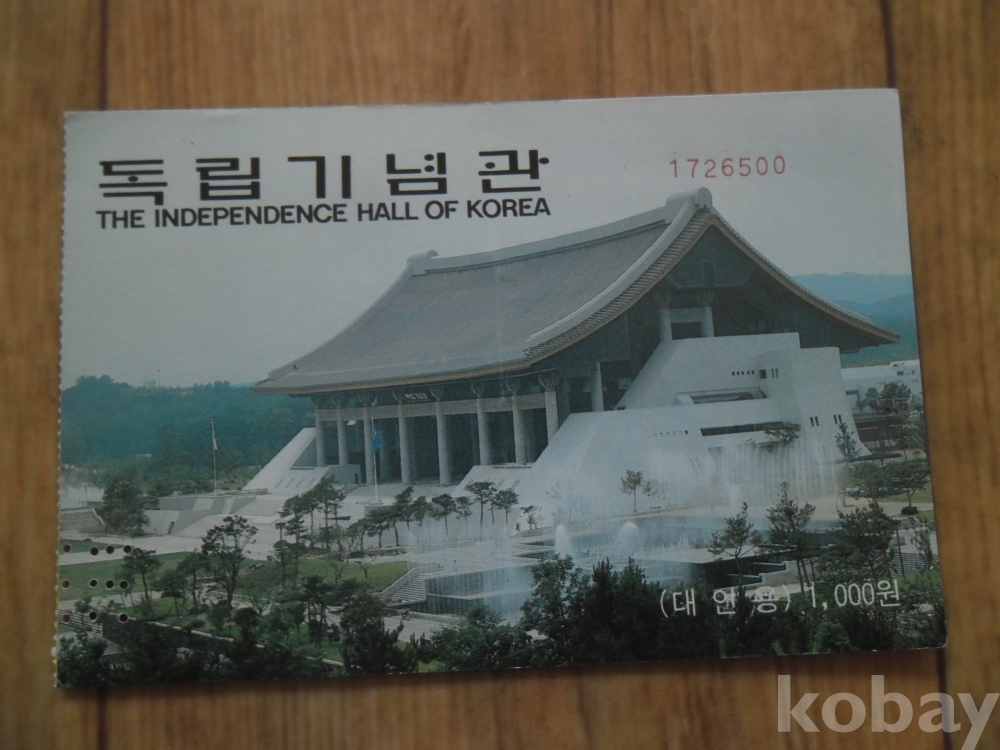 독립기념관
1726500
THE INDEPENDENCE HALL OF KOREA
(대인용) 1,000원
kobay